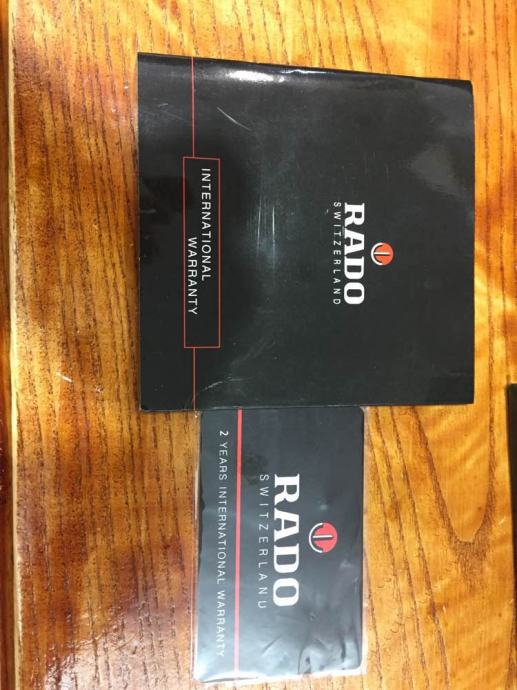 RADO
SWITZERLAND
INTERNATIONAL WARRANTY
RADO
SWITZERLAND
2 YEARS INTERNATIONAL WARRANTY